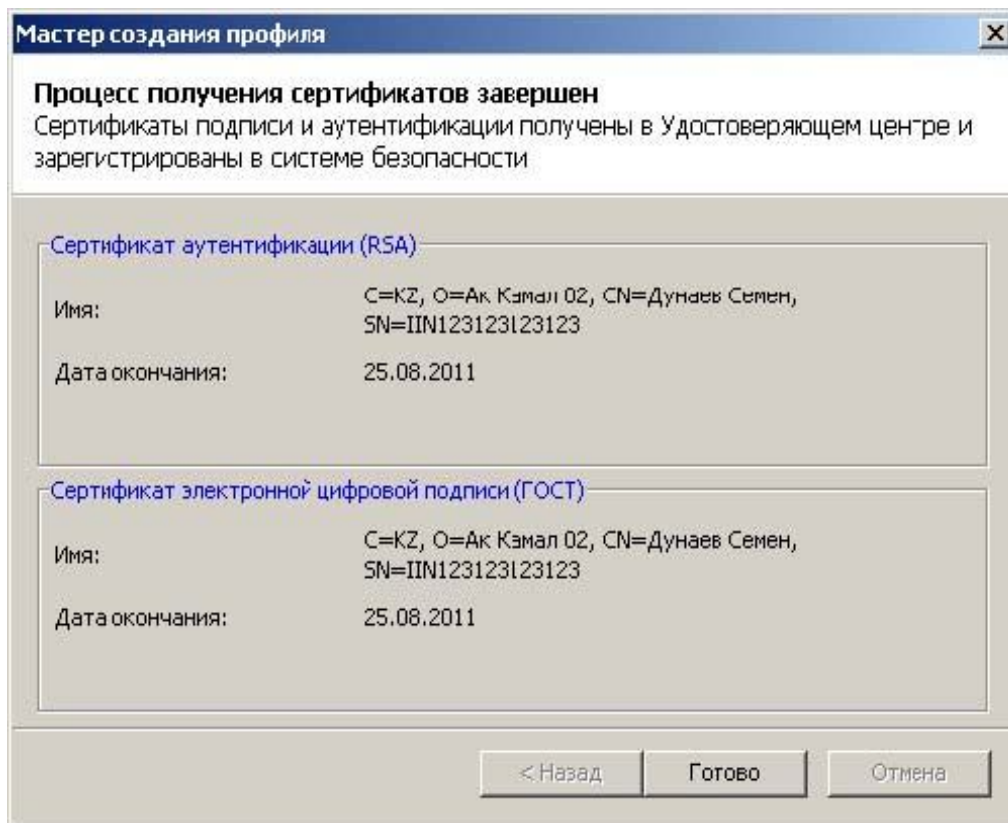 Мастер создания профиля
Процесс получения сертификатов завершен
Сертификаты подписи и аутентификации получены в Удостоверяющем центре и
зарегистрированы в системе безопасности
Сертификат аутентификации (RSA)
Имя:
C=KZ, O=Ак Камал 02, CN=Дунаев Семен,
SN=IIN123123123123
Дата окончания:
25.08.2011
Сертификат электронной цифровой подписи (ГОСТ)
Имя:
C=KZ, O=Ак Камал 02, CN=Дунаев Семен,
SN=IIN123123123123
Дата окончания:
25.08.2011
< Назад
Готово
Отмена